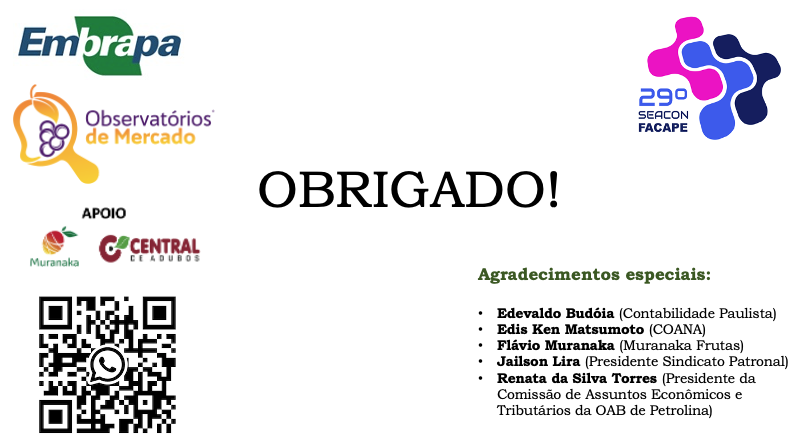 Embrapa
Observatórios
de Mercado
APOIO
Muranaka
CENTRAL
DE ADUBOS
29º
SEACON
FACAPE
OBRIGADO!
Agradecimentos especiais:
• Edevaldo Budóia (Contabilidade Paulista)
• Edis Ken Matsumoto (COANA)
• Flávio Muranaka (Muranaka Frutas)
• Jailson Lira (Presidente Sindicato Patronal)
• Renata da Silva Torres (Presidente da
Comissão de Assuntos Econômicos e
Tributários da OAB de Petrolina)